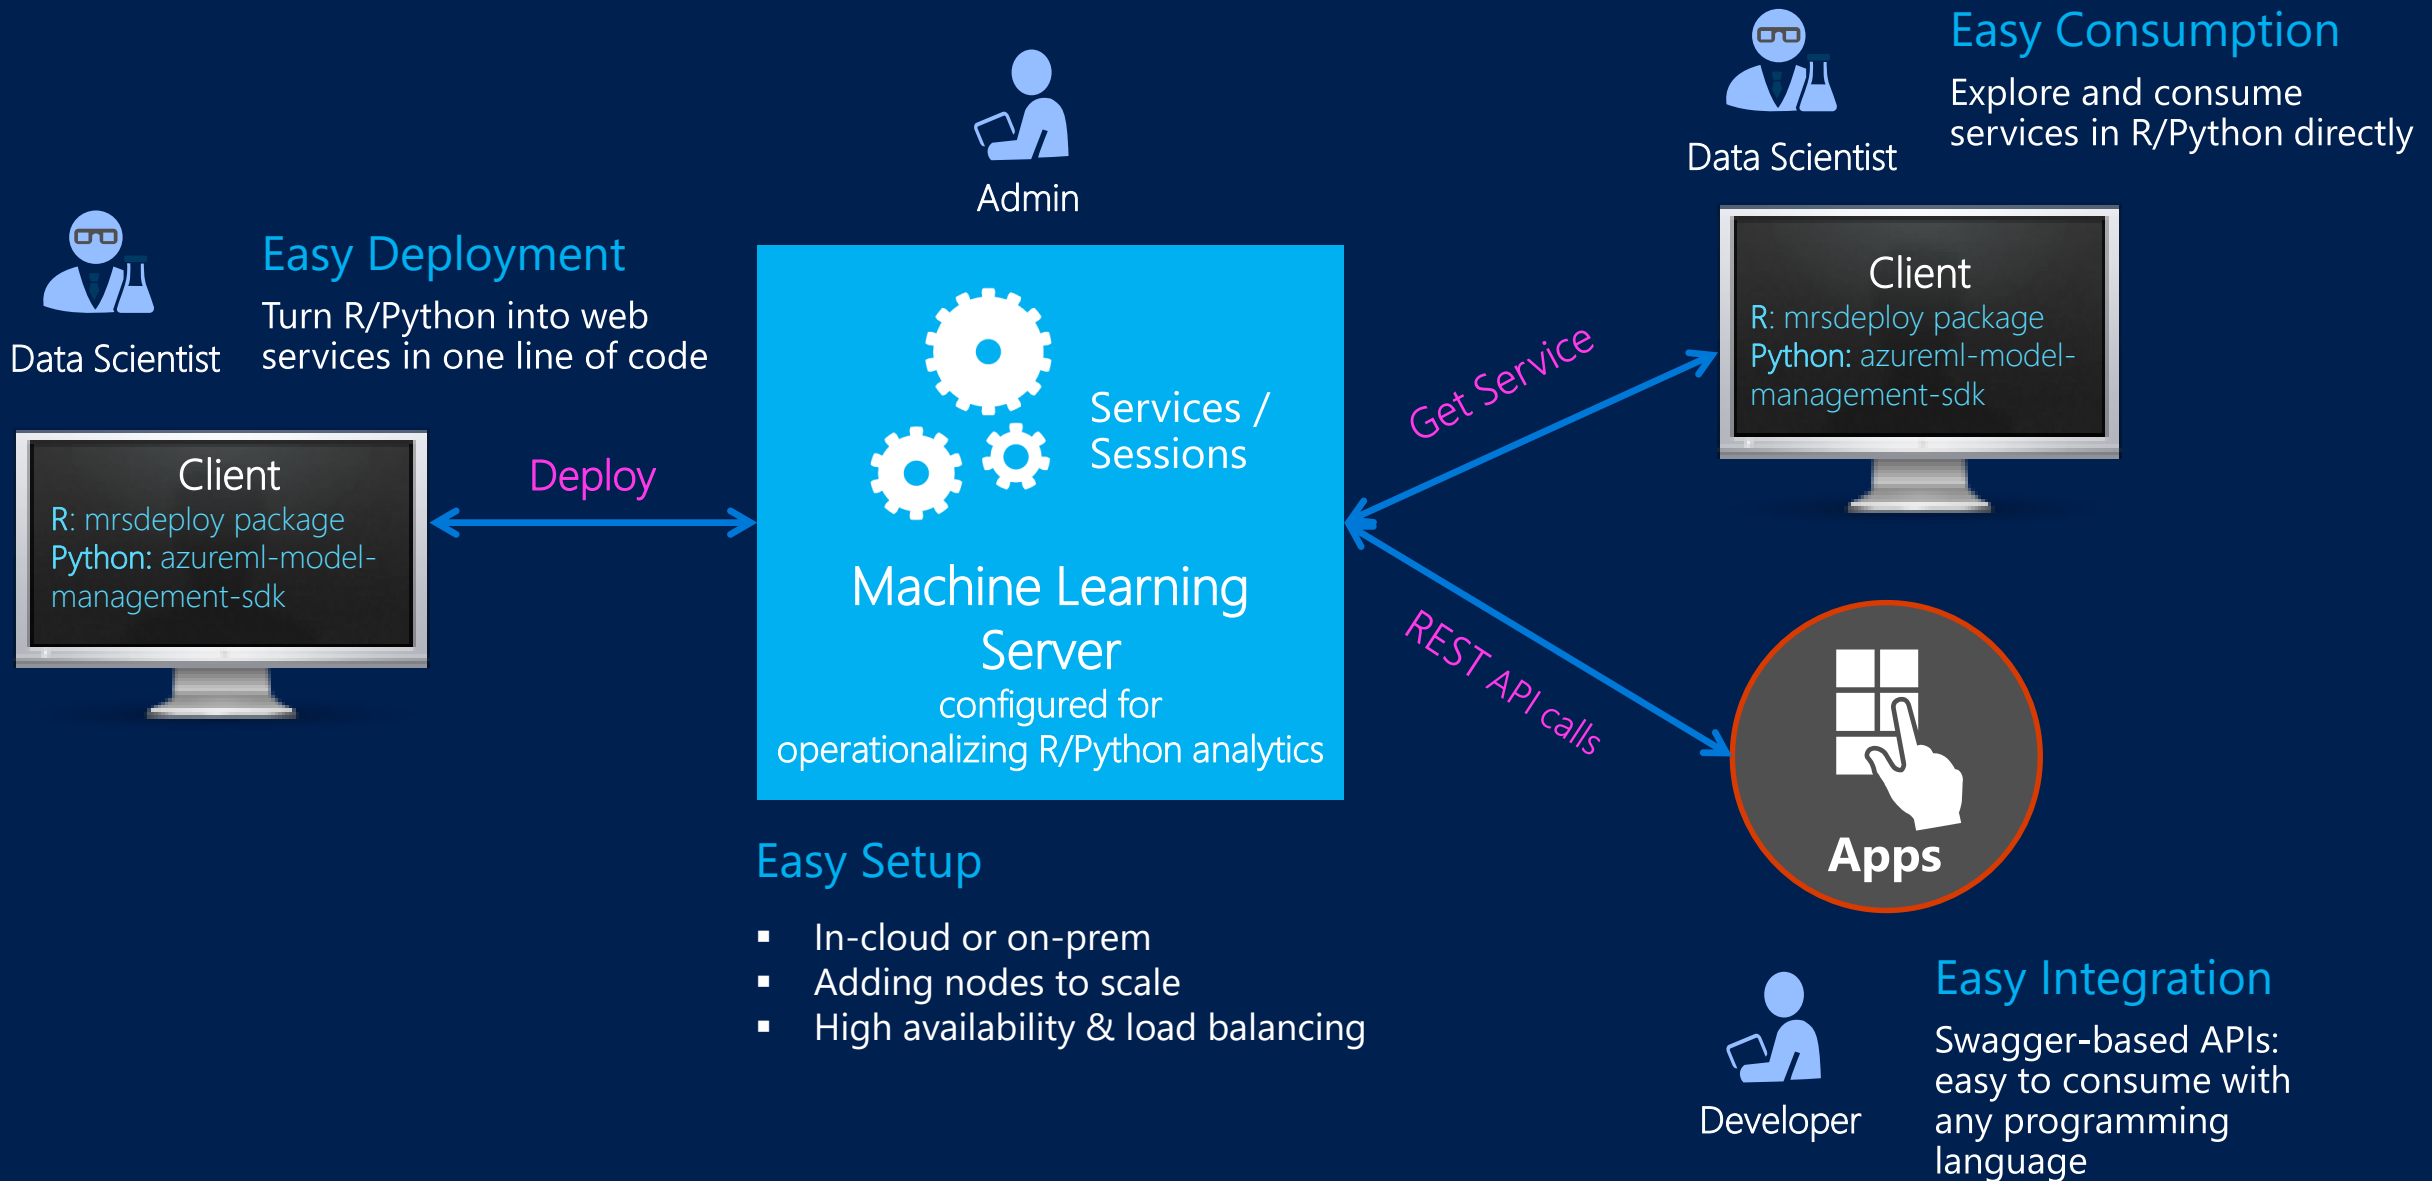 Data Scientist
Easy Deployment
Turn R/Python into web
services in one line of code
Client
R: mrsdeploy package
Python: azureml-model-
management-sdk
Deploy
Admin
Services /
Sessions
Machine Learning
Server
configured for
operationalizing R/Python analytics
Easy Setup
▪ In-cloud or on-prem
▪ Adding nodes to scale
▪ High availability & load balancing
Get Service
REST API calls
Data Scientist
Easy Consumption
Explore and consume
services in R/Python directly
Client
R: mrsdeploy package
Python: azureml-model-
management-sdk
Apps
Developer
Easy Integration
Swagger-based APIs:
easy to consume with
any programming
language